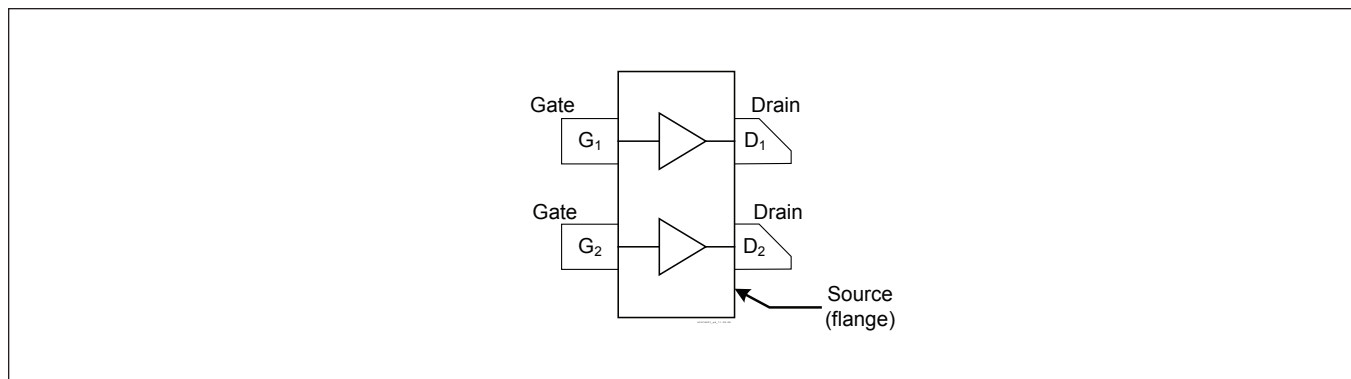 Gate
Drain
G₁
D₁
Gate
Drain
G₂
D₂
Source
(flange)